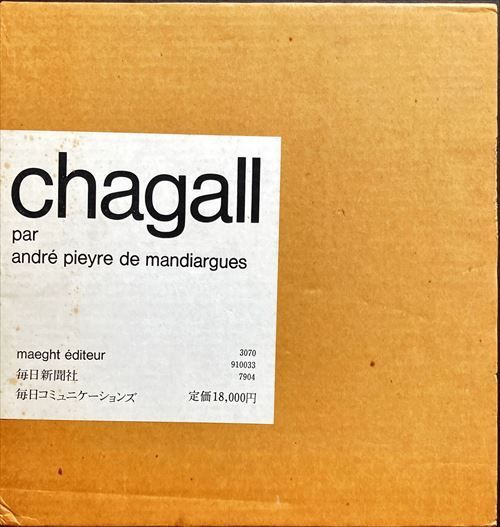 chagall
par
andré pieyre de mandiargues
maeght éditeur
3070
910033
毎日新聞社
7904
毎日コミュニケーションズ 定価18,000円